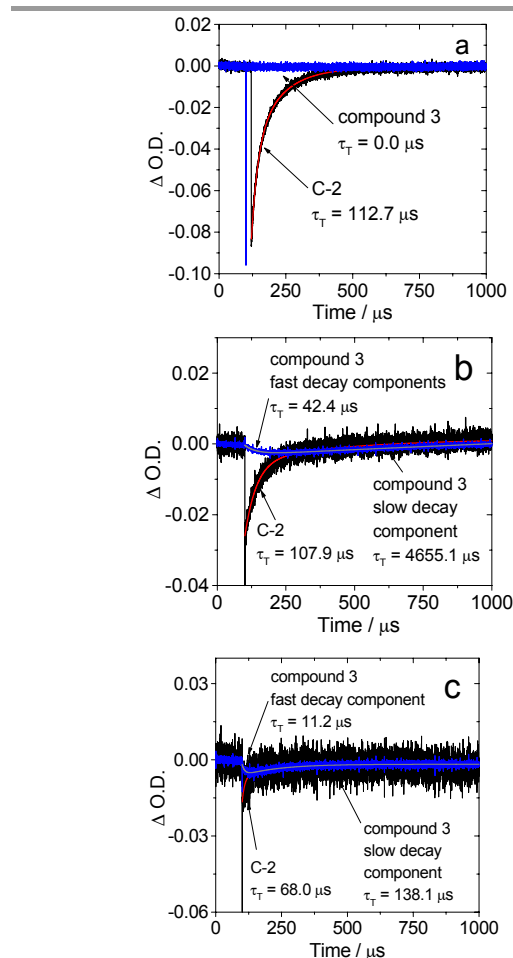 a
0.00
-0.02
-0.04
-0.06
-0.08
-0.10
Δ O.D.
compound 3
τT = 0.0 μs
C-2
τT = 112.7 μs
0 250 500 750 1000
Time / μs
b
0.02
0.00
-0.02
-0.04
Δ O.D.
compound 3
fast decay components
τT = 42.4 μs
C-2
τT = 107.9 μs
compound 3
slow decay
component
τT = 4655.1 μs
0 250 500 750 1000
Time / μs
c
0.03
0.00
-0.03
-0.06
Δ O.D.
compound 3
fast decay component
τT = 11.2 μs
C-2
τT = 68.0 μs
compound 3
slow decay
component
τT = 138.1 μs
0 250 500 750 1000
Time / μs